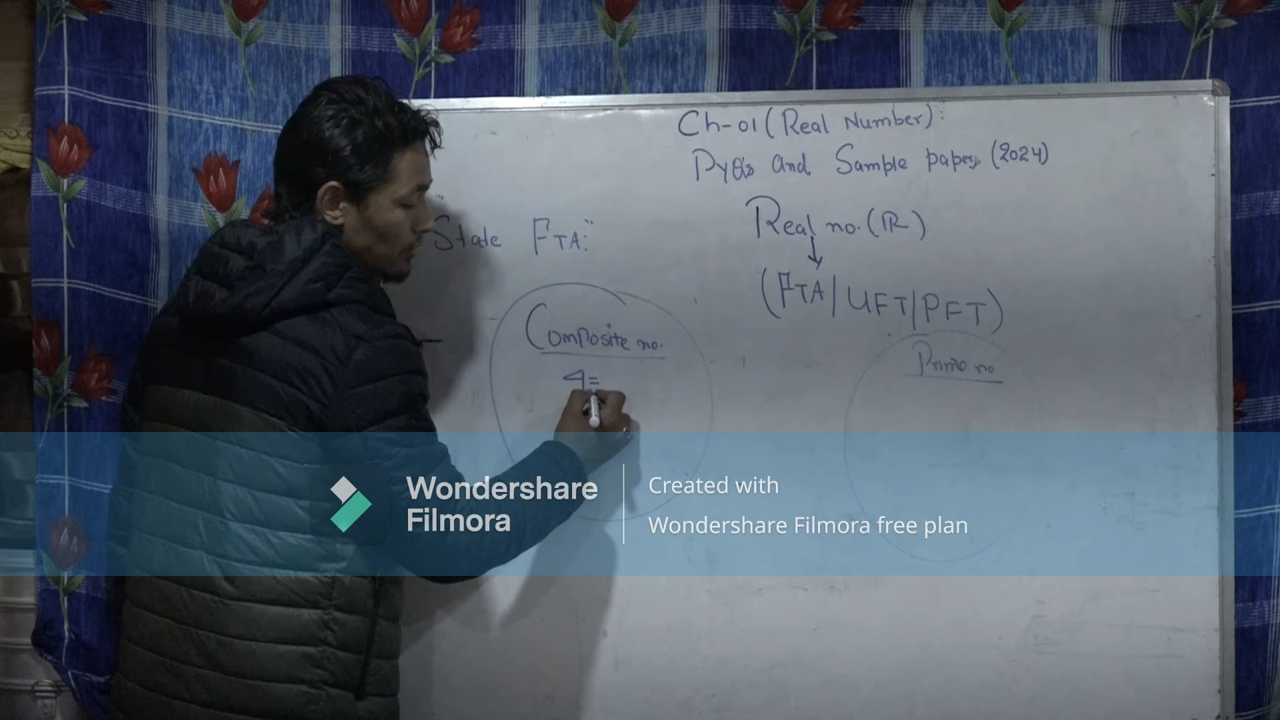 Ch-01 (Real Number):
PYQs and Sample papers (2024)
"State FTA:"
Real no. (R)
↓
(FTA|UFT|PFT)
Composite no.
4=
Prime no
Wondershare
Filmora
Created with
Wondershare Filmora free plan